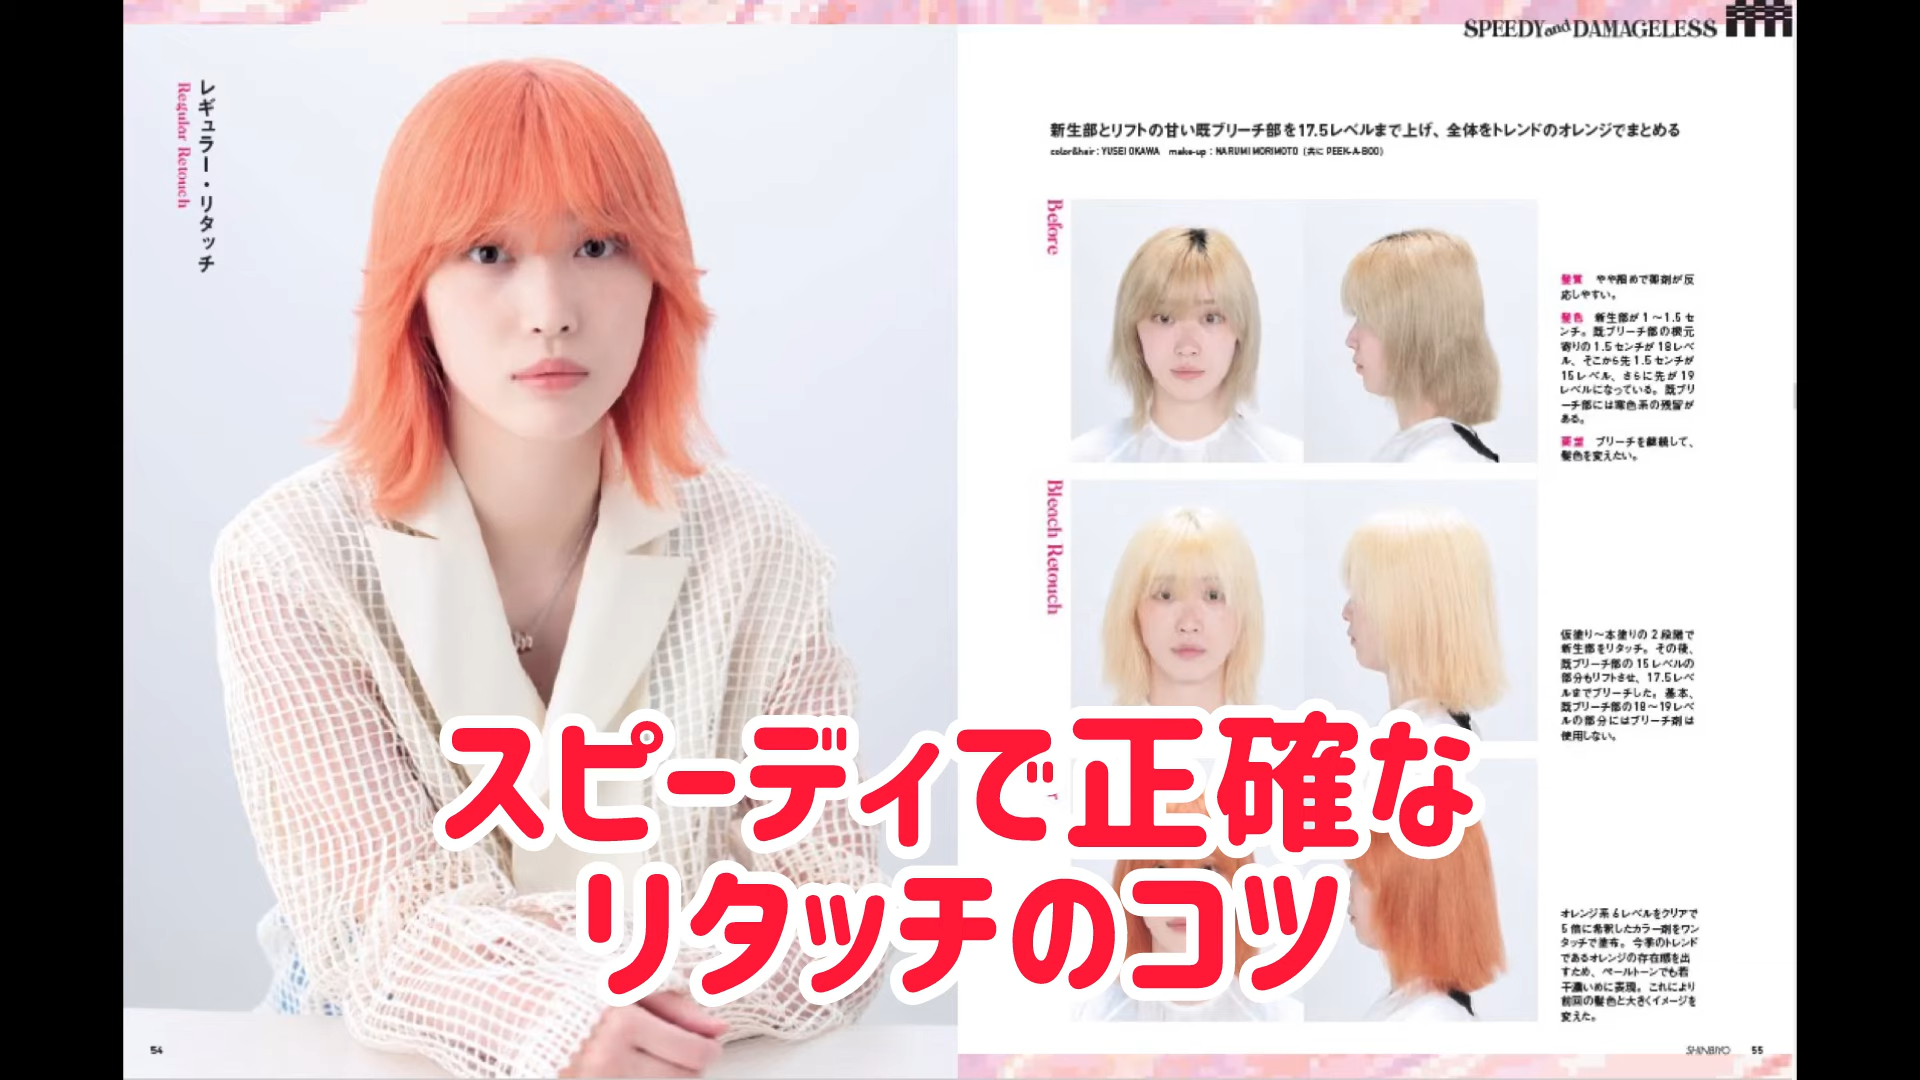 SPEEDY and DAMAGELESS
レギュラー・リタッチ
Regular Retouch
新生部とリフトの甘い既ブリーチ部を17.5レベルまで上げ、全体をトレンドのオレンジでまとめる
color&hair:YUSEI OKAWA make-up:NARUMI MORIMOTO (共に PEEK-A-BOO)
Before
髪質 やや細めで薬剤が反
応しやすい。
髪色 新生部が1〜1.5セ
ンチ。既ブリーチ部の根元
寄りの1.5センチが18レベ
ル、そこから先1.5センチが
15レベル、さらに先が19
レベルになっている。既ブリ
ーチ部には寒色系の残留が
ある。
要望 ブリーチを継続して、
髪色を変えたい。
Bleach Retouch
仮塗り〜本塗りの2段階で
新生部をリタッチ。その後、
既ブリーチ部の15レベルの
部分もリフトさせ、17.5レベ
ルまでブリーチした。基本、
既ブリーチ部の18〜19レベ
ルの部分にはブリーチ剤は
使用しない。
スピーディで正確な
リタッチのコツ
オレンジ系6レベルをクリアで
5倍に希釈したカラー剤をワン
タッチで塗布。今季のトレンド
であるオレンジの存在感を出
すため、ペールトーンでも若
干濃いめに表現。これにより
前回の髪色と大きくイメージを
変えた。
54
SHINBIYO 55